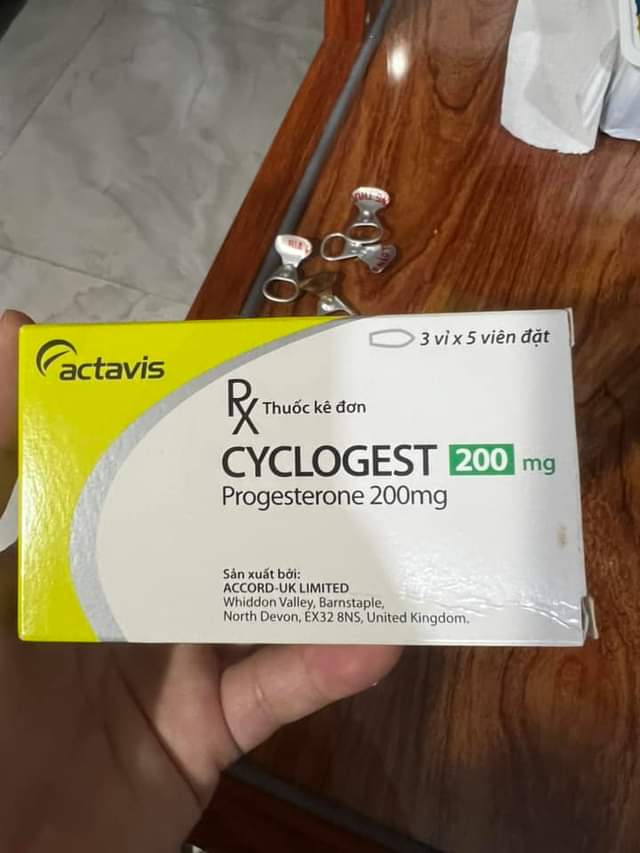 actavis
3 vỉ x 5 viên đặt
Rx Thuốc kê đơn
CYCLOGEST 200 mg
Progesterone 200mg
Sản xuất bởi:
ACCORD-UK LIMITED
Whiddon Valley, Barnstaple,
North Devon, EX32 8NS, United Kingdom.